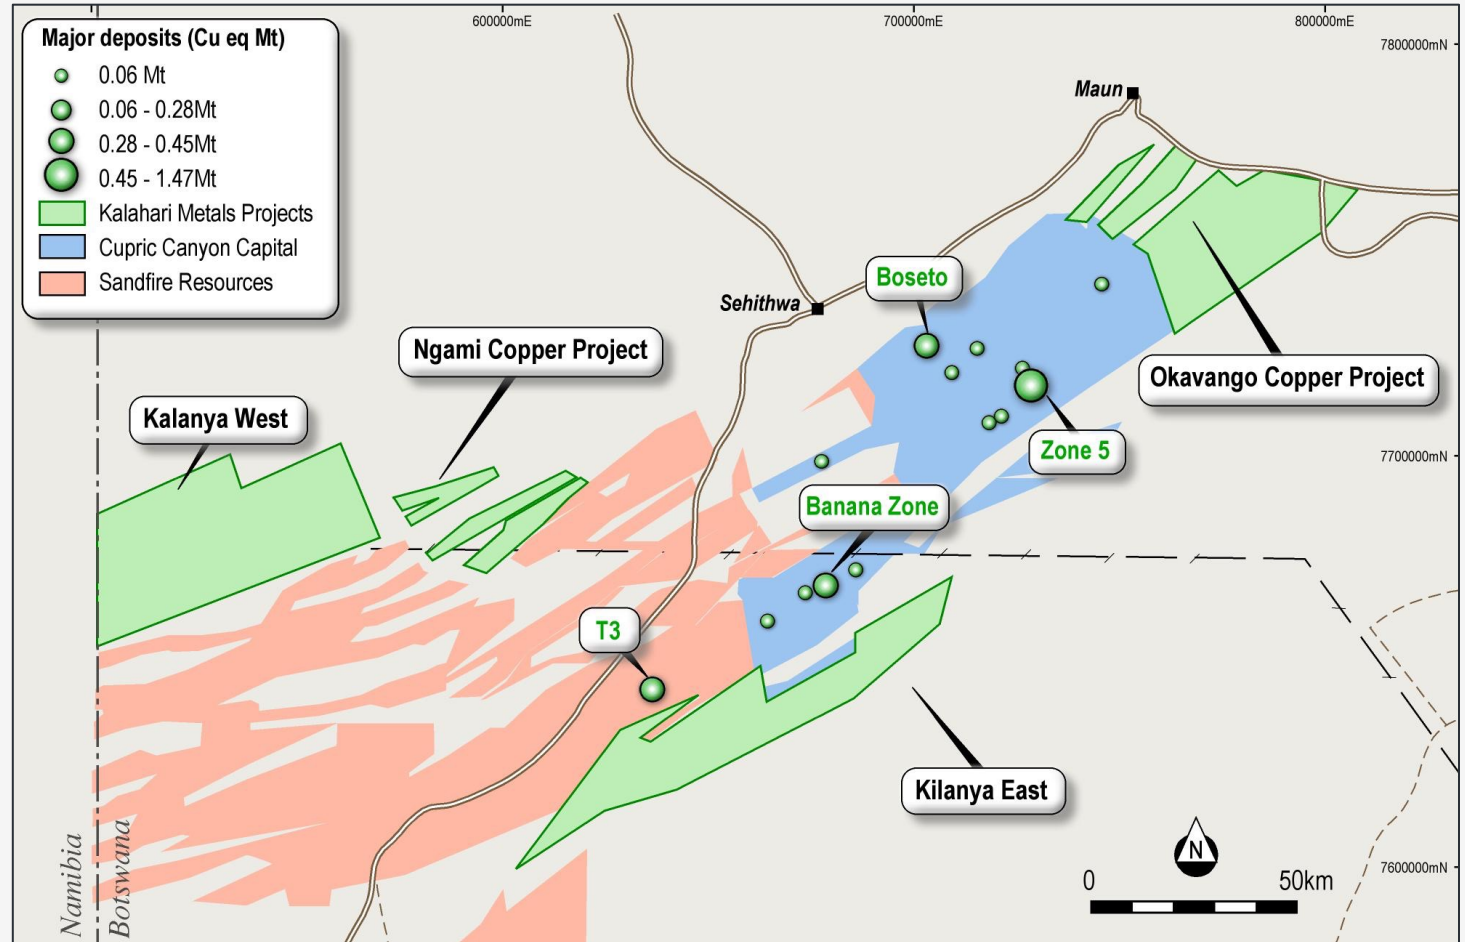 600000mE
700000mE
800000mE
7800000mN
Major deposits (Cu eq Mt)
0.06 Mt
0.06 - 0.28Mt
0.28 - 0.45Mt
0.45 - 1.47Mt
Kalahari Metals Projects
Cupric Canyon Capital
Sandfire Resources
Maun
Boseto
Sehithwa
Ngami Copper Project
Okavango Copper Project
Kalanya West
Zone 5
7700000mN
Banana Zone
T3
Kilanya East
Namibia
Botswana
N
0 50km
7600000mN